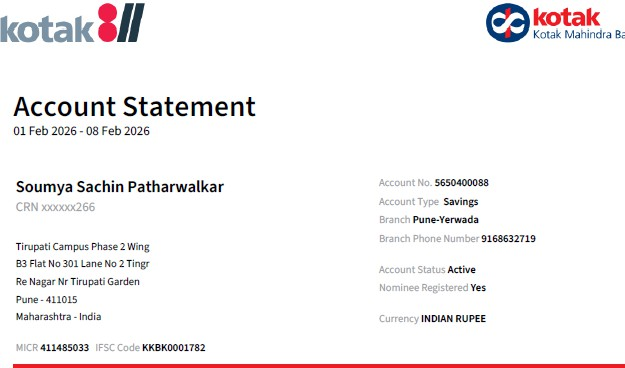 kotak 811
kotak
Kotak Mahindra Ba
Account Statement
01 Feb 2026 - 08 Feb 2026
Soumya Sachin Patharwalkar
CRN xxxxxx266
Tirupati Campus Phase 2 Wing
B3 Flat No 301 Lane No 2 Tingr
Re Nagar Nr Tirupati Garden
Pune - 411015
Maharashtra - India
MICR 411485033 IFSC Code KKBK0001782
Account No. 5650400088
Account Type Savings
Branch Pune-Yerwada
Branch Phone Number 9168632719
Account Status Active
Nominee Registered Yes
Currency INDIAN RUPEE